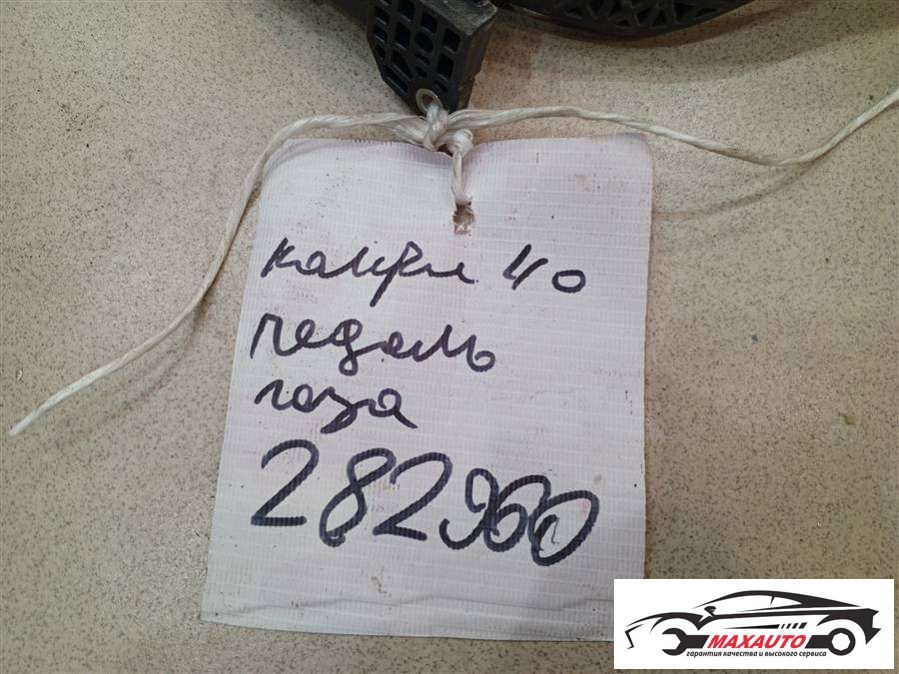 камри 40
педаль
газа
282960
MAXAUTO
гарантия качества и высокого сервиса